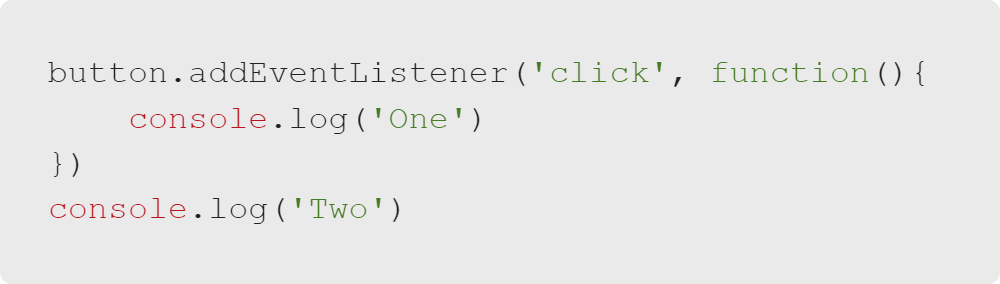 button.addEventListener('click', function(){
    console.log('One')
})
console.log('Two')